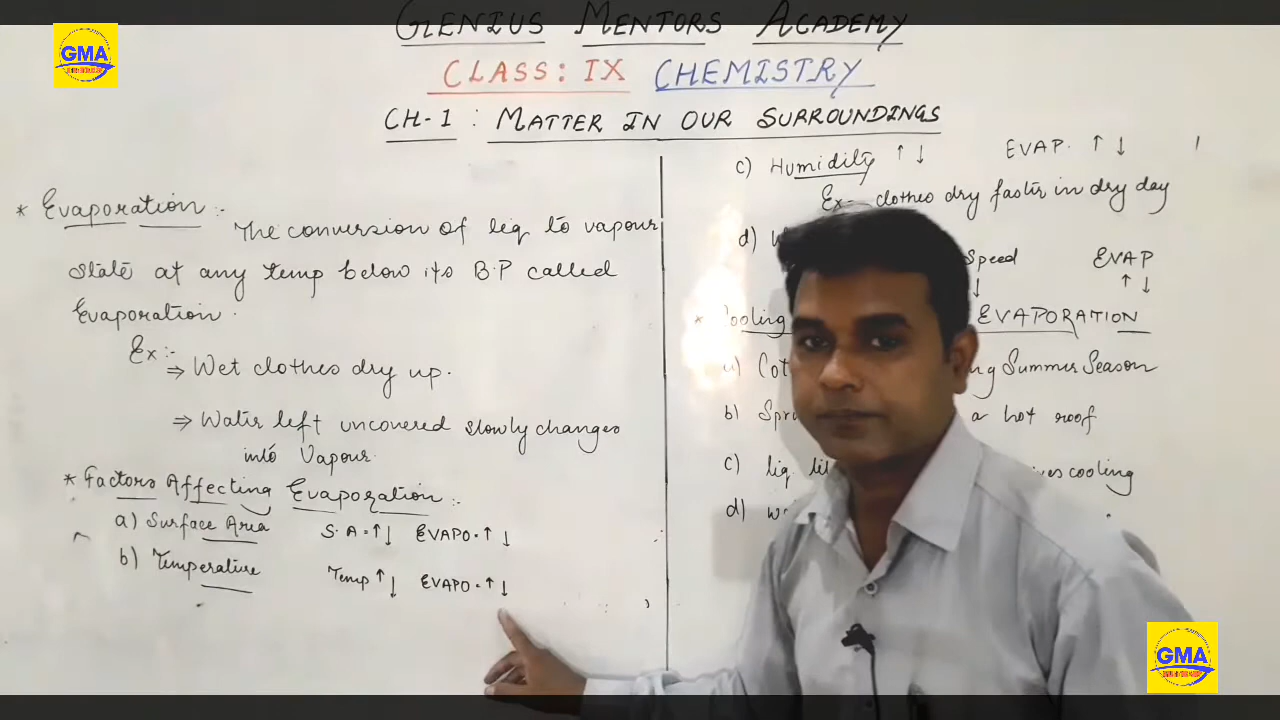 GENIUS MENTORS ACADEMY
CLASS: IX CHEMISTRY
CH-1 : MATTER IN OUR SURROUNDINGS
* Evaporation :-
The conversion of liq to vapour
state at any temp below its B.P called
Evaporation.
Ex :-
⇒ Wet clothes dry up.
⇒ Water left uncovered slowly changes
into Vapour.
* Factors Affecting Evaporation :-
a) Surface Area S.A.↑↓ EVAPO.↑↓
b) Temperature Temp↑↓ EVAPO.↑↓
c) Humidity ↑↓ EVAP. ↑↓
Ex- clothes dry faster in dry day
d) Speed EVAP
↓ ↑↓
* Cooling EVAPORATION
a) Summer Season
b) a hot roof
c) liq cooling
d)
GMA
GMA